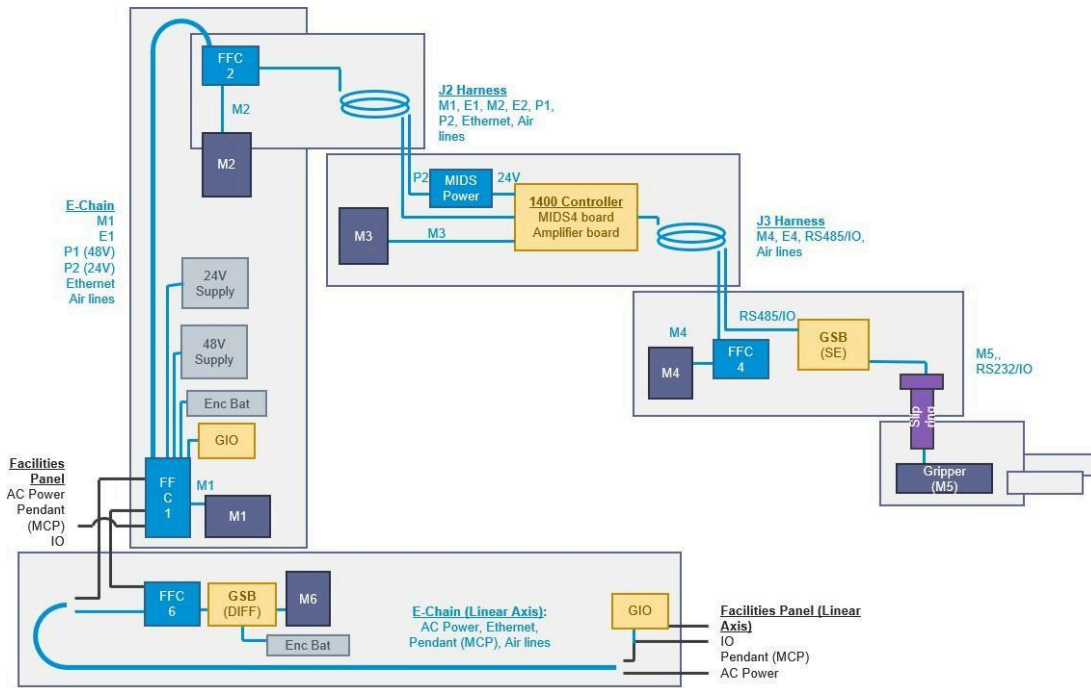 FFC
2
M2
M2
J2 Harness
M1, E1, M2, E2, P1,
P2, Ethernet, Air
lines
E-Chain
M1
E1
P1 (48V)
P2 (24V)
Ethernet
Air lines
P2
MIDS
Power
24V
1400 Controller
MIDS4 board
Amplifier board
M3
M3
J3 Harness
M4, E4, RS485/IO,
Air lines
24V
Supply
48V
Supply
Enc Bat
GIO
RS485/IO
M4
M4
FFC
4
GSB
(SE)
M5,,
RS232/IO
Slip
ring
Gripper
(M5)
Facilities
Panel
AC Power
Pendant
(MCP)
IO
FF
C
1
M1
M1
FFC
6
GSB
(DIFF)
M6
Enc Bat
E-Chain (Linear Axis):
AC Power, Ethernet,
Pendant (MCP), Air lines
GIO
Facilities Panel (Linear
Axis)
IO
Pendant (MCP)
AC Power